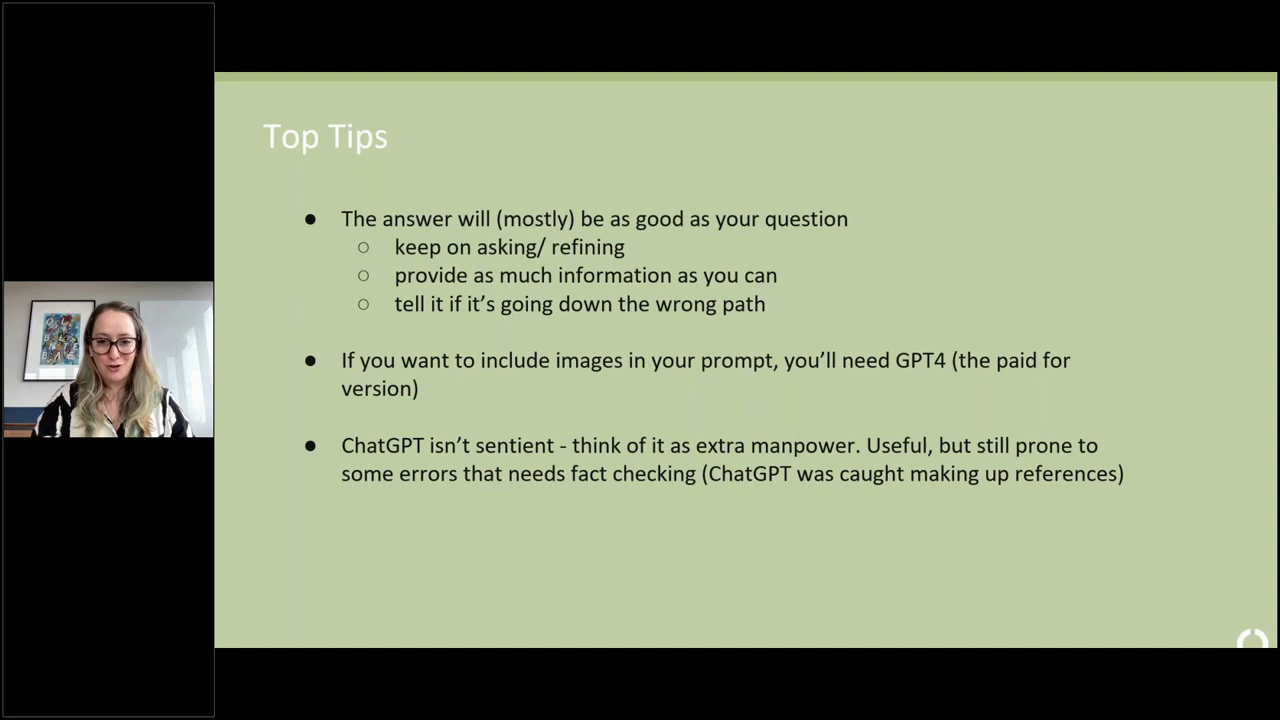 Top Tips
● The answer will (mostly) be as good as your question
○ keep on asking/ refining
○ provide as much information as you can
○ tell it if it’s going down the wrong path
● If you want to include images in your prompt, you’ll need GPT4 (the paid for
version)
● ChatGPT isn’t sentient - think of it as extra manpower. Useful, but still prone to
some errors that needs fact checking (ChatGPT was caught making up references)